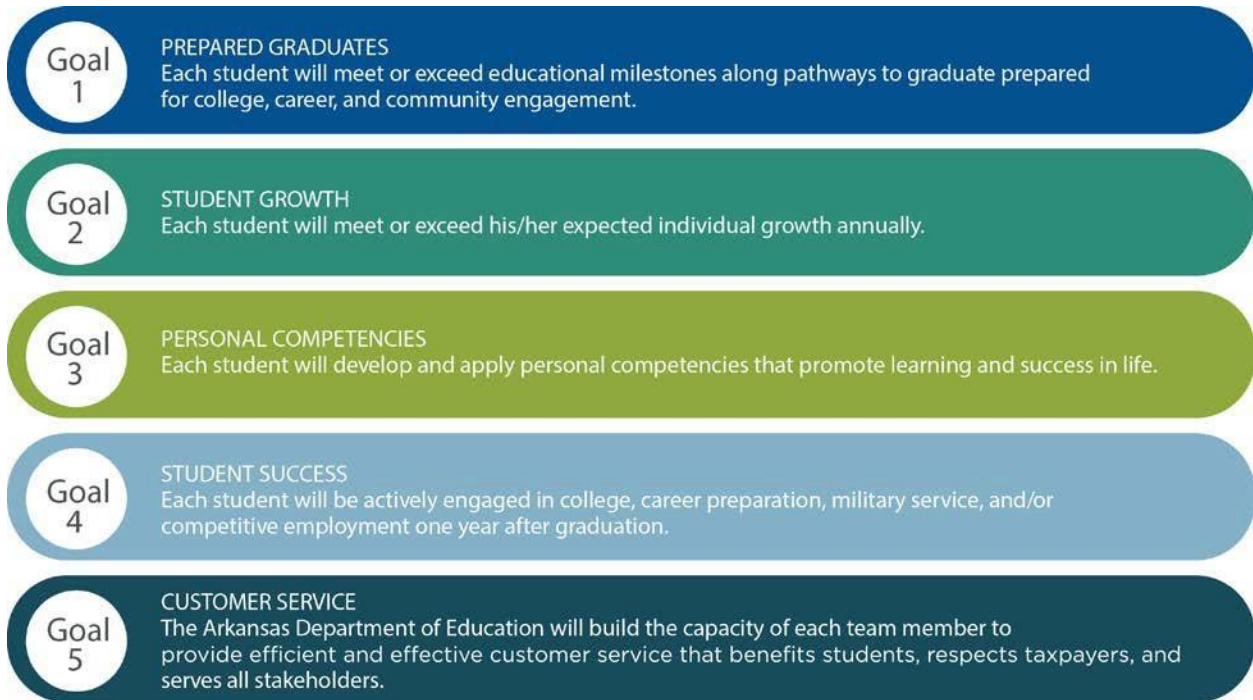 Goal
1
PREPARED GRADUATES
Each student will meet or exceed educational milestones along pathways to graduate prepared
for college, career, and community engagement.
Goal
2
STUDENT GROWTH
Each student will meet or exceed his/her expected individual growth annually.
Goal
3
PERSONAL COMPETENCIES
Each student will develop and apply personal competencies that promote learning and success in life.
Goal
4
STUDENT SUCCESS
Each student will be actively engaged in college, career preparation, military service, and/or
competitive employment one year after graduation.
Goal
5
CUSTOMER SERVICE
The Arkansas Department of Education will build the capacity of each team member to
provide efficient and effective customer service that benefits students, respects taxpayers, and
serves all stakeholders.